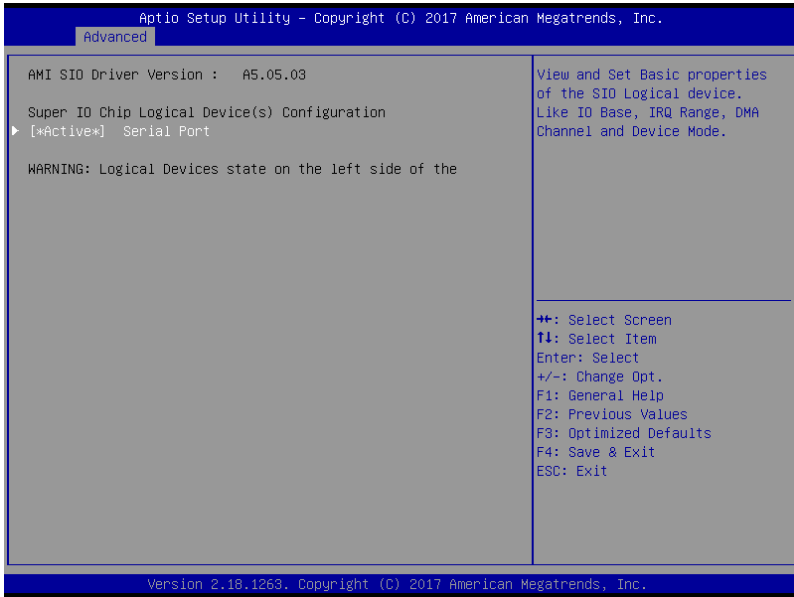 Aptio Setup Utility – Copyright (C) 2017 American Megatrends, Inc.
Advanced
AMI SIO Driver Version : A5.05.03
Super IO Chip Logical Device(s) Configuration
[*Active*] Serial Port
WARNING: Logical Devices state on the left side of the
View and Set Basic properties
of the SIO Logical device.
Like IO Base, IRQ Range, DMA
Channel and Device Mode.
→←: Select Screen
↑↓: Select Item
Enter: Select
+/-: Change Opt.
F1: General Help
F2: Previous Values
F3: Optimized Defaults
F4: Save & Exit
ESC: Exit
Version 2.18.1263. Copyright (C) 2017 American Megatrends, Inc.